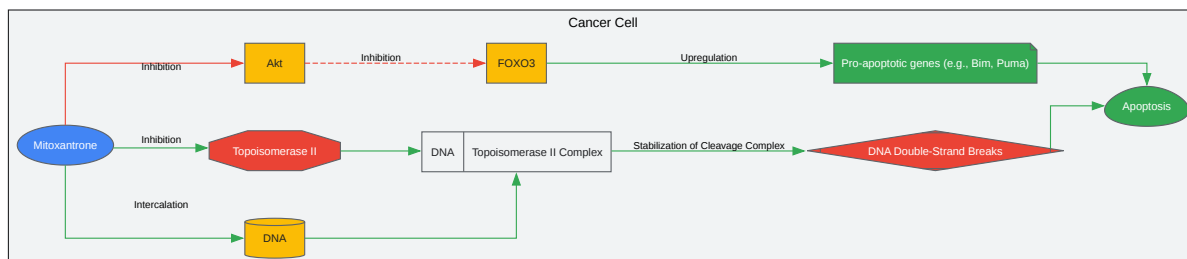 Cancer Cell
Inhibition
Akt
Inhibition
FOXO3
Upregulation
Pro-apoptotic genes (e.g., Bim, Puma)
Apoptosis
Mitoxantrone
Inhibition
Topoisomerase II
DNA
Topoisomerase II Complex
Stabilization of Cleavage Complex
DNA Double-Strand Breaks
Intercalation
DNA